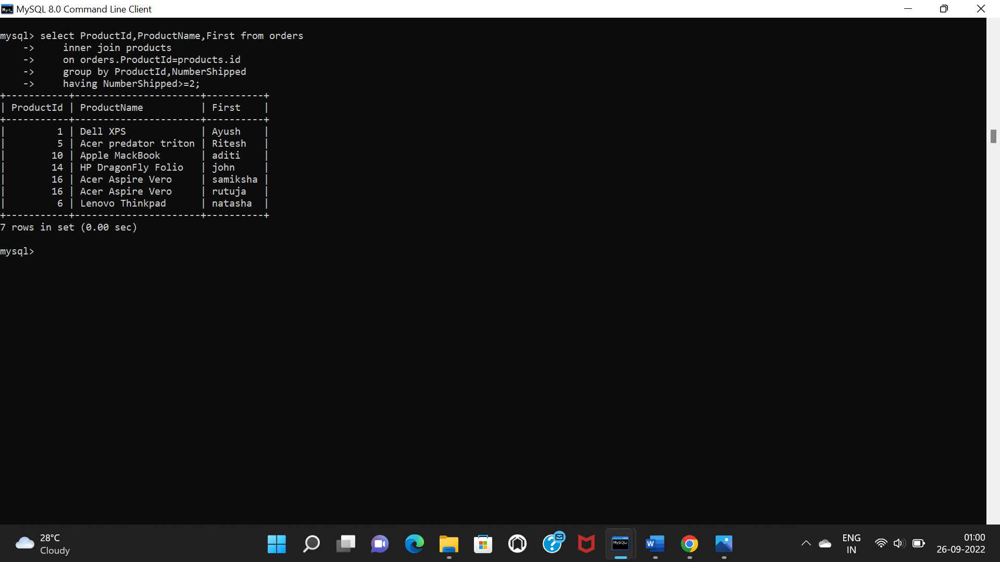 MySQL 8.0 Command Line Client
mysql> select ProductId,ProductName,First from orders
    ->     inner join products
    ->     on orders.ProductId=products.id
    ->     group by ProductId,NumberShipped
    ->     having NumberShipped>=2;
+-----------+----------------------+----------+
| ProductId | ProductName          | First    |
+-----------+----------------------+----------+
|         1 | Dell XPS             | Ayush    |
|         5 | Acer predator triton | Ritesh   |
|        10 | Apple MackBook       | aditi    |
|        14 | HP DragonFly Folio   | john     |
|        16 | Acer Aspire Vero     | samiksha |
|        16 | Acer Aspire Vero     | rutuja   |
|         6 | Lenovo Thinkpad      | natasha  |
+-----------+----------------------+----------+
7 rows in set (0.00 sec)
mysql>
28°C
Cloudy
MySQL>
W
ENG
IN
01:00
26-09-2022